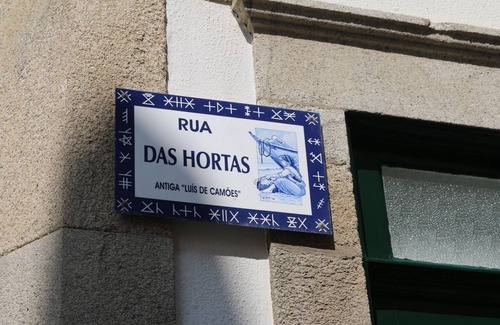 RUA
DAS HORTAS
ANTIGA "LUÍS DE CAMÕES"